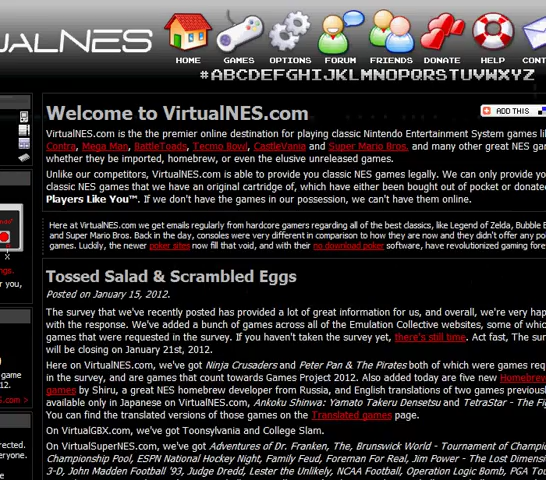 ualNES
HOME GAMES OPTIONS FORUM FRIENDS DONATE HELP CONT
#ABCDEFGHIJKLMNOPQRSTUVWXYZ
Welcome to VirtualNES.com
ADD THIS
VirtualNES.com is the the premier online destination for playing classic Nintendo Entertainment System games lik
Contra, Mega Man, BattleToads, Tecmo Bowl, CastleVania and Super Mario Bros. and many other great NES gam
whether they be imported, homebrew, or even the elusive unreleased games.
Unlike our competitors, VirtualNES.com is able to provide you classic NES games legally. We can only provide yo
classic NES games that we have an original cartridge of, which have either been bought out of pocket or donate
Players Like You™. If we don't have the games in our possession, we can't have them online.
Here at VirtualNES.com we get emails regularly from hardcore gamers regarding all of the best classics, like Legend of Zelda, Bubble B
and Super Mario Bros. Back in the day, consoles were very different in comparison to how they are now and they didn't offer any po
games. Luckily, the newer poker sites now fill that void, and with their no download poker software, have revolutionized gaming forev
Tossed Salad & Scrambled Eggs
Posted on January 15, 2012.
The survey that we've recently posted has provided a lot of great information for us, and overall, we're very hap
with the response. We've added a bunch of games across all of the Emulation Collective websites, some of whic
games that were requested in the survey. If you haven't taken the survey yet, there's still time. Act fast, The sur
will be closing on January 21st, 2012.
Here on VirtualNES.com, we've got Ninja Crusaders and Peter Pan & The Pirates both of which were games requ
in the survey, and are games that count towards Games Project 2012. Also added today are five new Homebrew
games by Shiru, a great NES homebrew developer from Russia, and English translations of two games previousl
available only in Japanese on VirtualNES.com, Ankoku Shinwa: Yamato Takeru Densetsu and TetraStar - The Fig
You can find the translated versions of those games on the Translated games page.
On VirtualGBX.com, we've got Toonsylvania and College Slam.
On VirtualSuperNES.com, we've got Adventures of Dr. Franken, The, Brunswick World - Tournament of Champic
Championship Pool, ESPN National Hockey Night, Family Feud, Foreman For Real, Jim Power - The Lost Dimensi
3-D, John Madden Football '93, Judge Dredd, Lester the Unlikely, NCAA Football, Operation Logic Bomb, PGA Tou
X
ngs.
r you,
)
game
12.
s.com >
rected.
eryone.